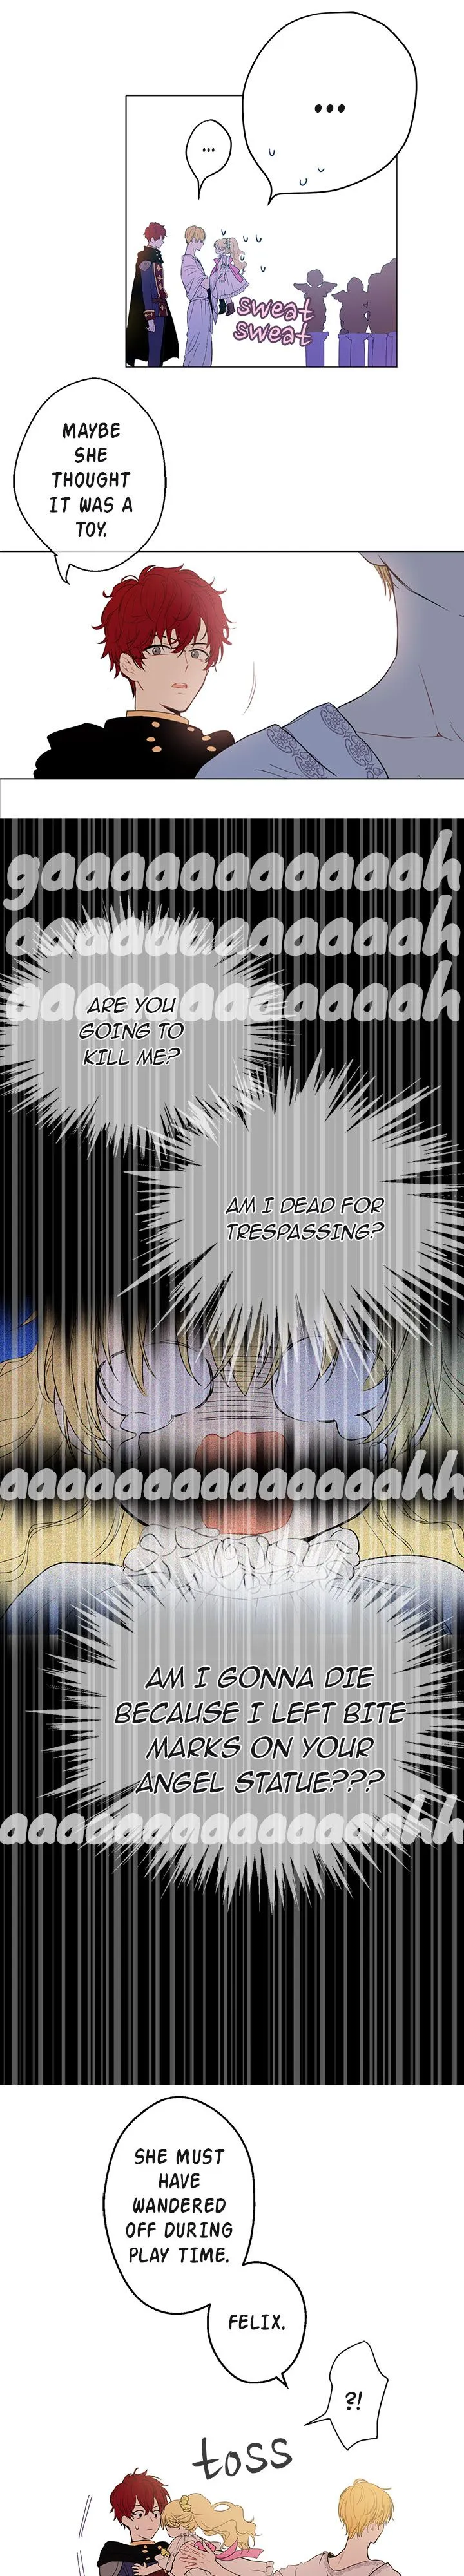 ...
...
sweat
sweat
MAYBE
SHE
THOUGHT
IT WAS A
TOY.
gaaaaaaaaaaaaah
aaaaaaaaaaaaaah
aaaaaaaaaaaaaah
ARE YOU
GOING TO
KILL ME?
AM I DEAD FOR
TRESPASSING?
aaaaaaaaaaaaaaahh
AM I GONNA DIE
BECAUSE I LEFT BITE
MARKS ON YOUR
ANGEL STATUE???
aaaaaaaaaaaaaaahh
SHE MUST
HAVE
WANDERED
OFF DURING
PLAY TIME.
FELIX.
?!
toss